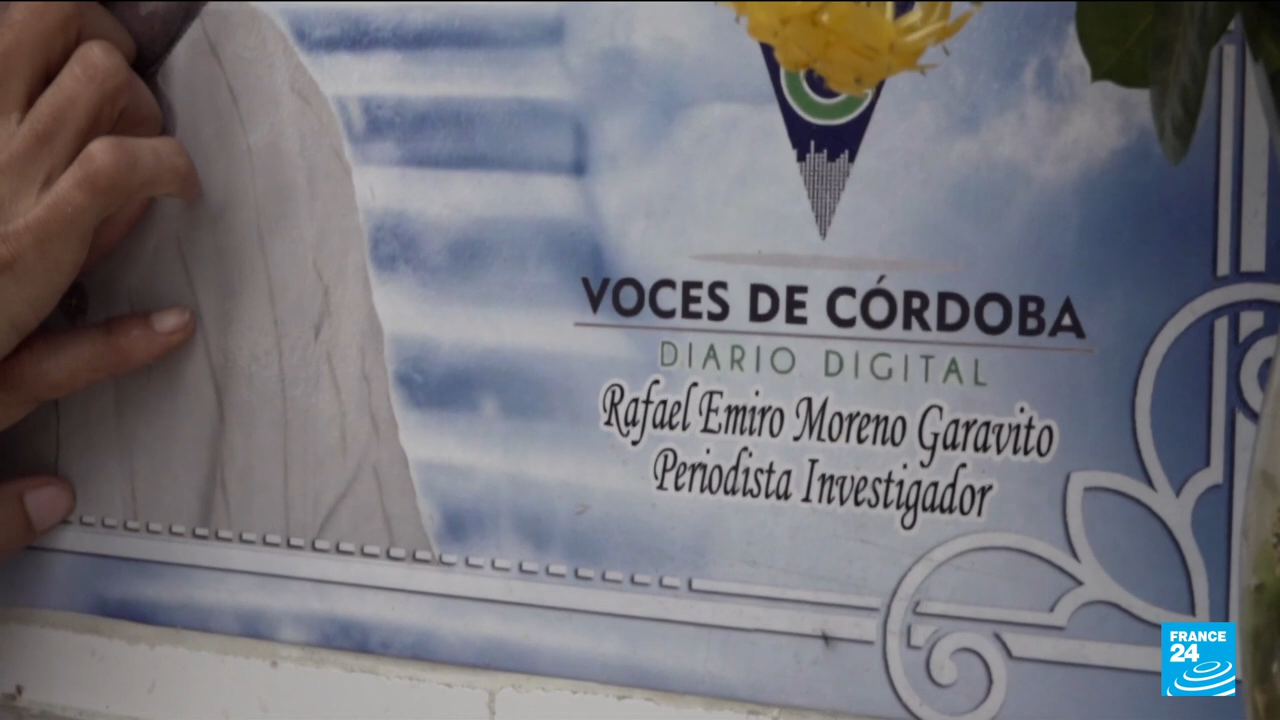 VOCES DE CÓRDOBA
DIARIO DIGITAL
Rafael Emiro Moreno Garavito
Periodista Investigador
FRANCE
24